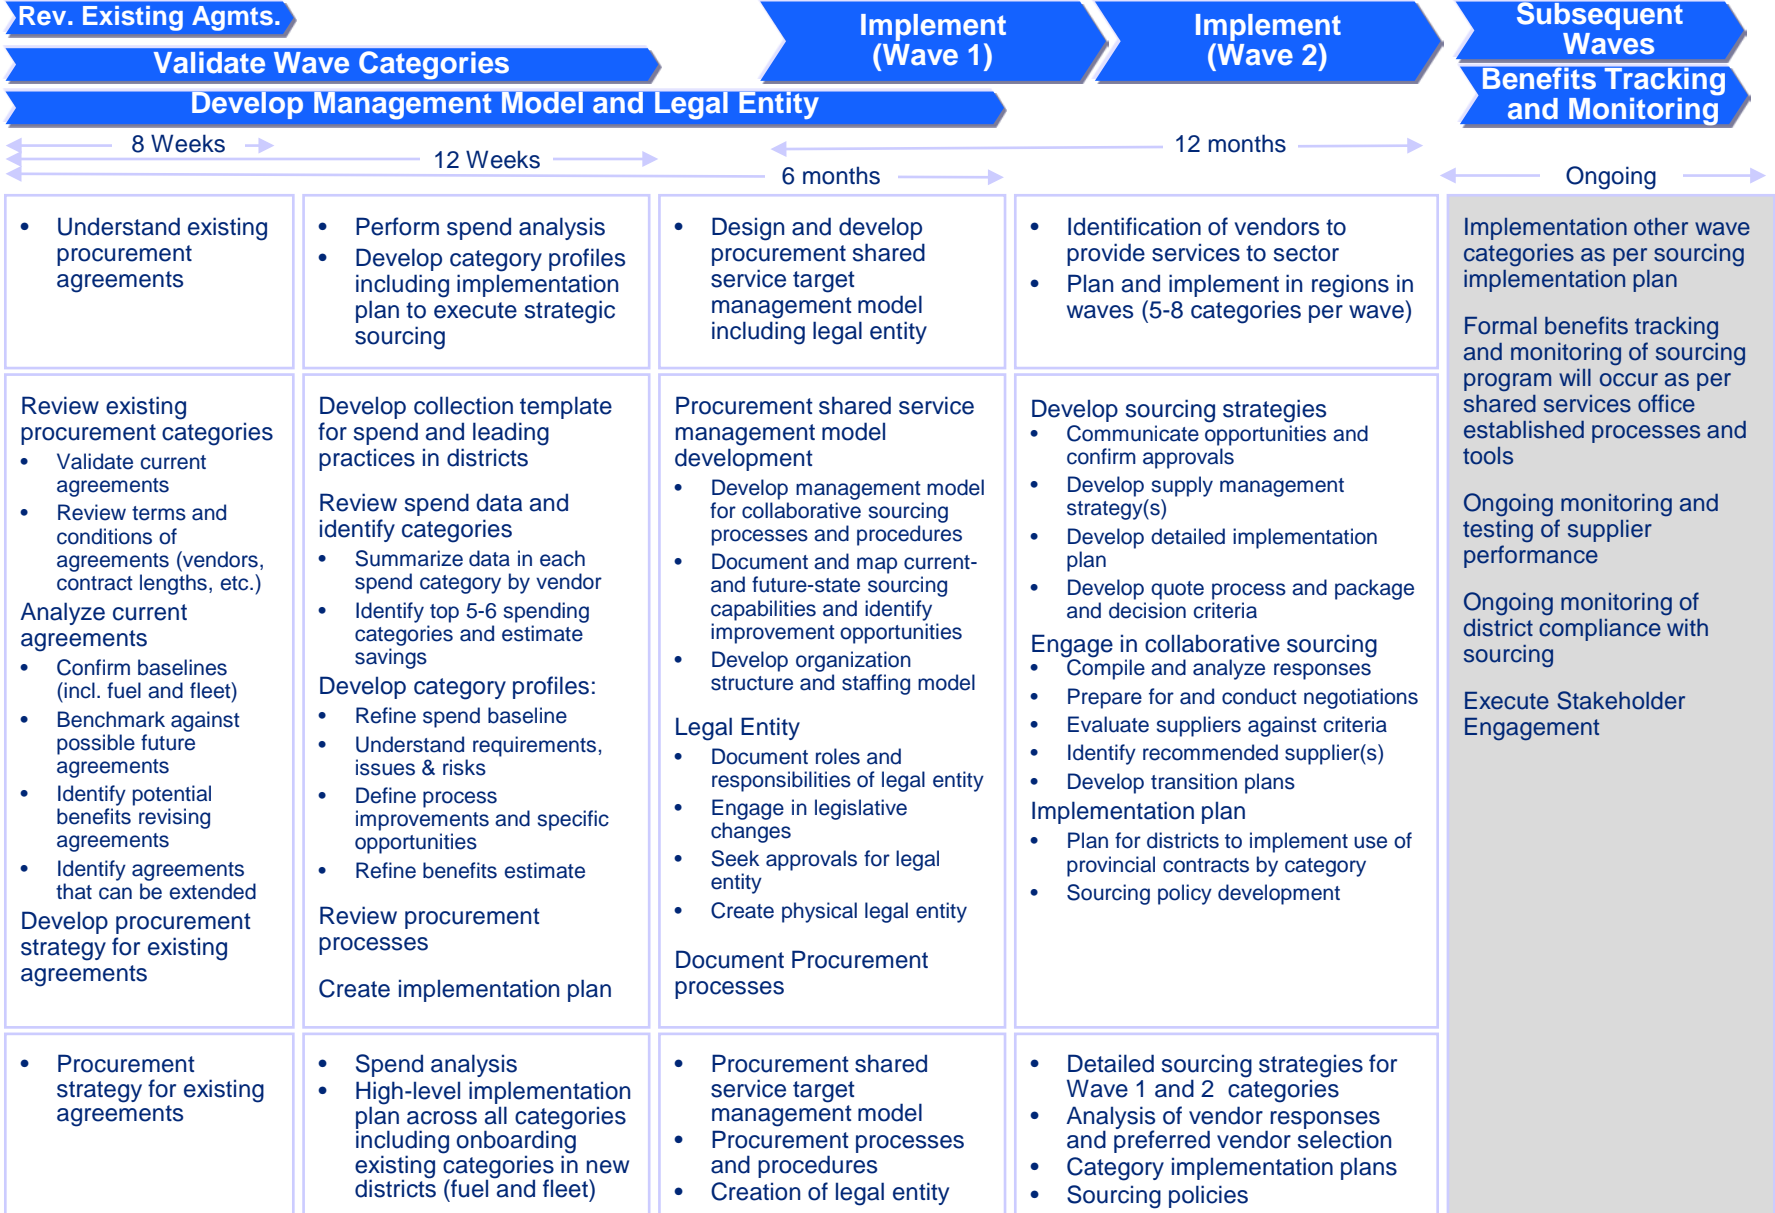 Rev. Existing Agmts.
Validate Wave Categories
Develop Management Model and Legal Entity
Implement
(Wave 1)
Implement
(Wave 2)
Subsequent
Waves
Benefits Tracking
and Monitoring
8 Weeks
12 Weeks
6 months
12 months
Ongoing
• Understand existing
procurement
agreements
• Perform spend analysis
• Develop category profiles
including implementation
plan to execute strategic
sourcing
• Design and develop
procurement shared
service target
management model
including legal entity
• Identification of vendors to
provide services to sector
• Plan and implement in regions in
waves (5-8 categories per wave)
Review existing
procurement categories
• Validate current
agreements
• Review terms and
conditions of
agreements (vendors,
contract lengths, etc.)
Analyze current
agreements
• Confirm baselines
(incl. fuel and fleet)
• Benchmark against
possible future
agreements
• Identify potential
benefits revising
agreements
• Identify agreements
that can be extended
Develop procurement
strategy for existing
agreements
Develop collection template
for spend and leading
practices in districts
Review spend data and
identify categories
• Summarize data in each
spend category by vendor
• Identify top 5-6 spending
categories and estimate
savings
Develop category profiles:
• Refine spend baseline
• Understand requirements,
issues & risks
• Define process
improvements and specific
opportunities
• Refine benefits estimate
Review procurement
processes
Create implementation plan
Procurement shared service
management model
development
• Develop management model
for collaborative sourcing
processes and procedures
• Document and map current-
and future-state sourcing
capabilities and identify
improvement opportunities
• Develop organization
structure and staffing model
Legal Entity
• Document roles and
responsibilities of legal entity
• Engage in legislative
changes
• Seek approvals for legal
entity
• Create physical legal entity
Document Procurement
processes
Develop sourcing strategies
• Communicate opportunities and
confirm approvals
• Develop supply management
strategy(s)
• Develop detailed implementation
plan
• Develop quote process and package
and decision criteria
Engage in collaborative sourcing
• Compile and analyze responses
• Prepare for and conduct negotiations
• Evaluate suppliers against criteria
• Identify recommended supplier(s)
• Develop transition plans
Implementation plan
• Plan for districts to implement use of
provincial contracts by category
• Sourcing policy development
Implementation other wave
categories as per sourcing
implementation plan
Formal benefits tracking
and monitoring of sourcing
program will occur as per
shared services office
established processes and
tools
Ongoing monitoring and
testing of supplier
performance
Ongoing monitoring of
district compliance with
sourcing
Execute Stakeholder
Engagement
• Procurement
strategy for existing
agreements
• Spend analysis
• High-level implementation
plan across all categories
including onboarding
existing categories in new
districts (fuel and fleet)
• Procurement shared
service target
management model
• Procurement processes
and procedures
• Creation of legal entity
• Detailed sourcing strategies for
Wave 1 and 2 categories
• Analysis of vendor responses
and preferred vendor selection
• Category implementation plans
• Sourcing policies